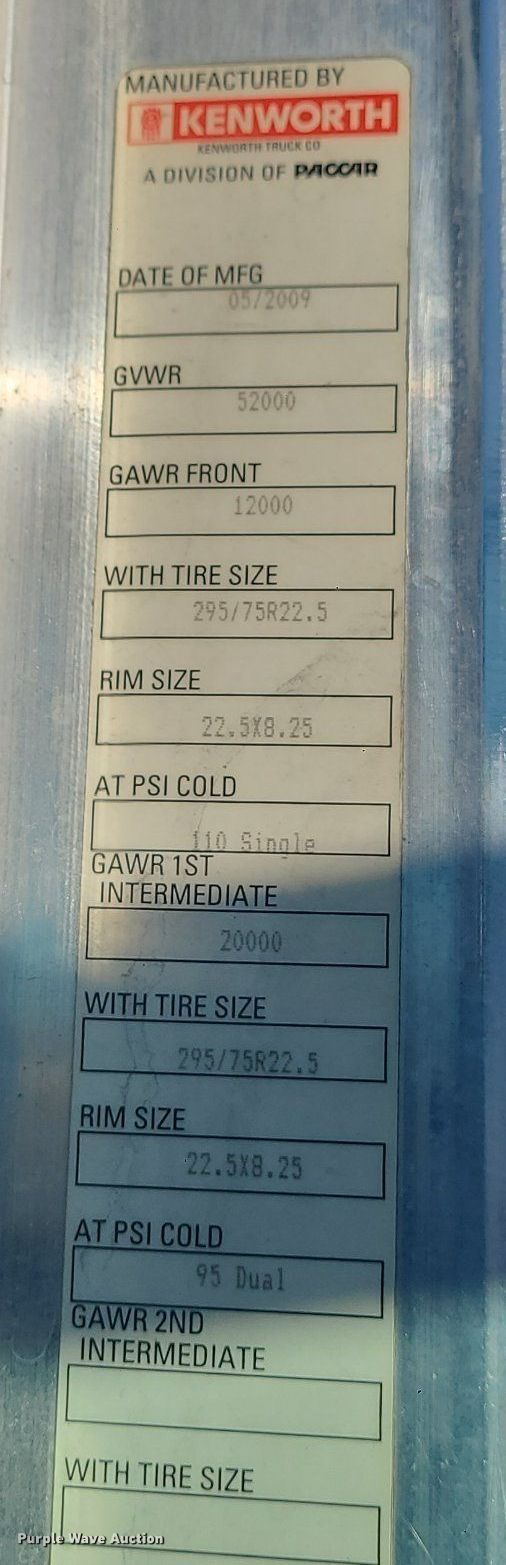 MANUFACTURED BY
KENWORTH
KENWORTH TRUCK CO
A DIVISION OF PACCAR
DATE OF MFG
05/2009
GVWR
52000
GAWR FRONT
12000
WITH TIRE SIZE
295/75R22.5
RIM SIZE
22.5X8.25
AT PSI COLD
110 Single
GAWR 1ST
INTERMEDIATE
20000
WITH TIRE SIZE
295/75R22.5
RIM SIZE
22.5X8.25
AT PSI COLD
95 Dual
GAWR 2ND
INTERMEDIATE
WITH TIRE SIZE
Purple Wave Auction